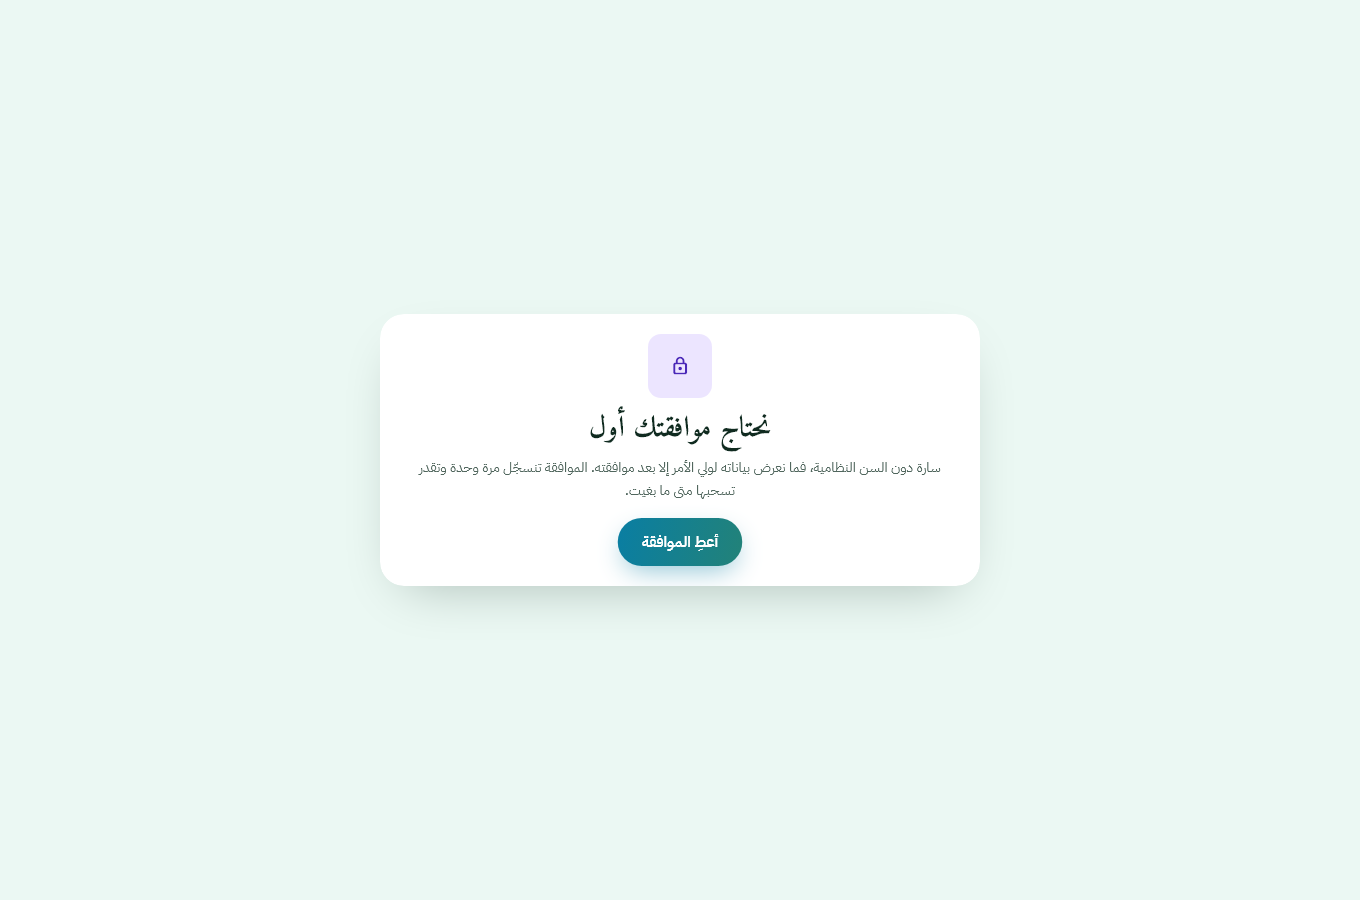 نحتاج موافقتك أول
سارة دون السن النظامية، فما نعرض بياناته لولي الأمر إلا بعد موافقته. الموافقة تنسجّل مرة وحدة وتقدر
تسحبها متى ما بغيت.
أعطِ الموافقة